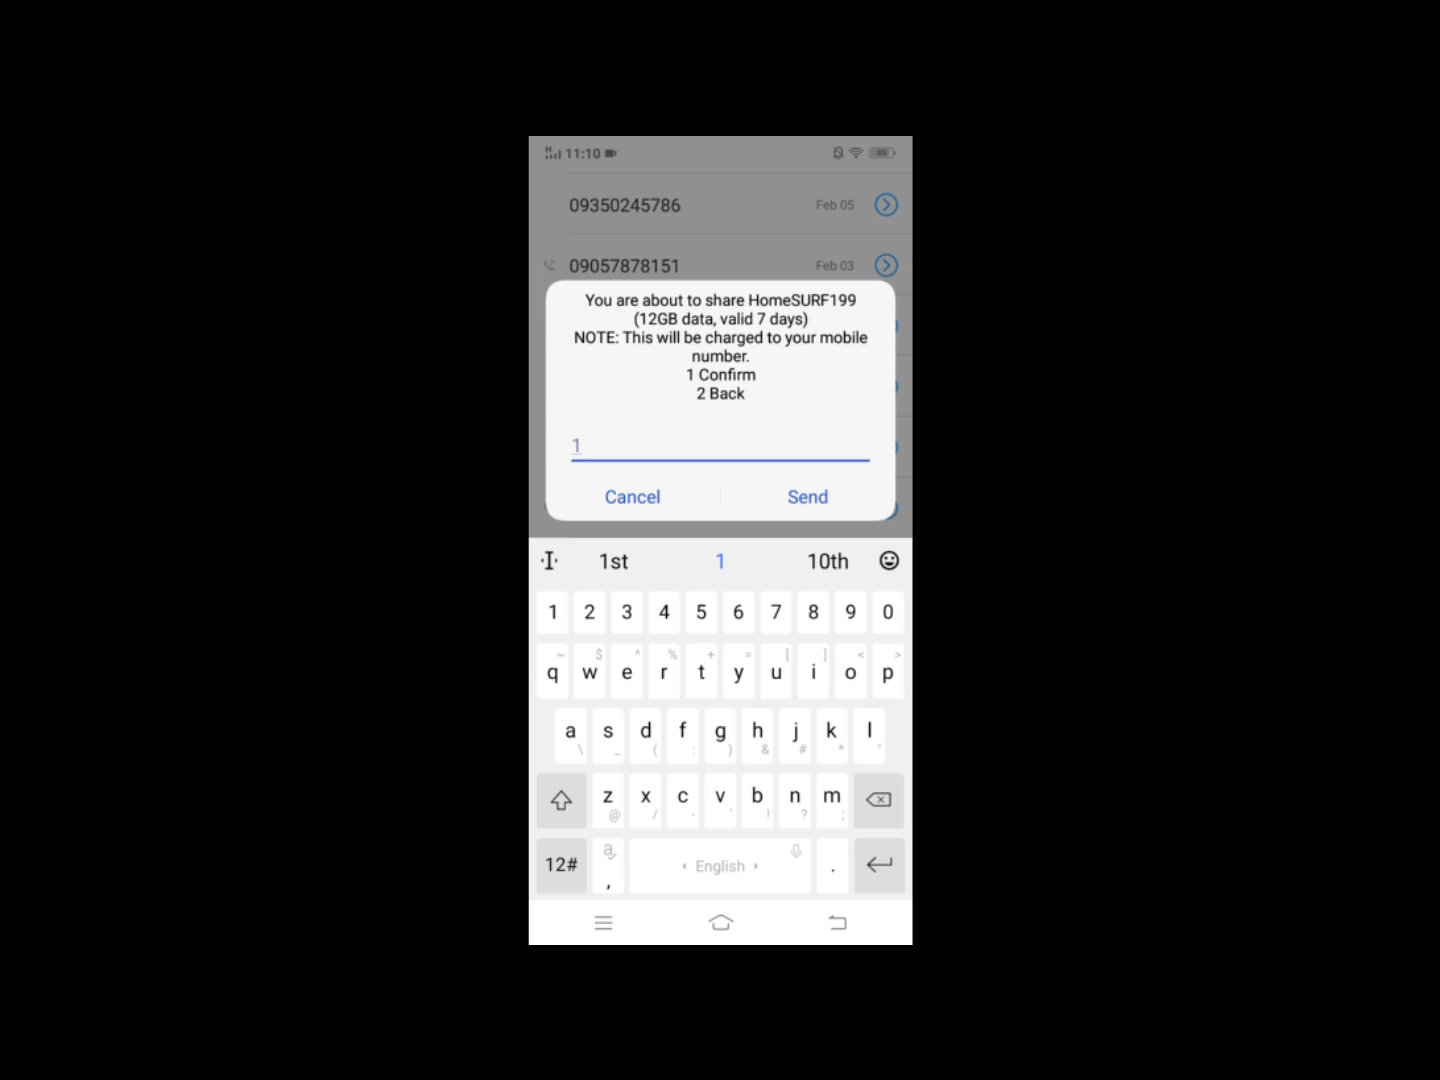 11:10
09350245786 Feb 05
09057878151 Feb 03
You are about to share HomeSURF199
(12GB data, valid 7 days)
NOTE: This will be charged to your mobile
number.
1 Confirm
2 Back
1
Cancel Send
1st 1 10th
1 2 3 4 5 6 7 8 9 0
~ $ ^ % + = [ ] < >
q w e r t y u i o p
a s d f g h j k l
\ _ ( : ) & # *
z x c v b n m
@ / - ' ! ? ;
12# , English .